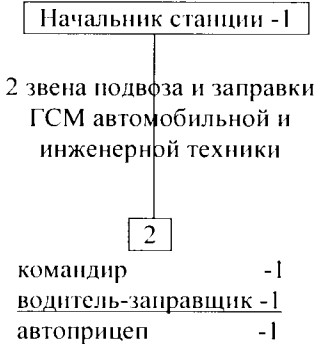 Начальник станции -1
2 звена подвоза и заправки
ГСМ автомобильной и
инженерной техники
2
командир -1
водитель-заправщик -1
автоприцеп -1